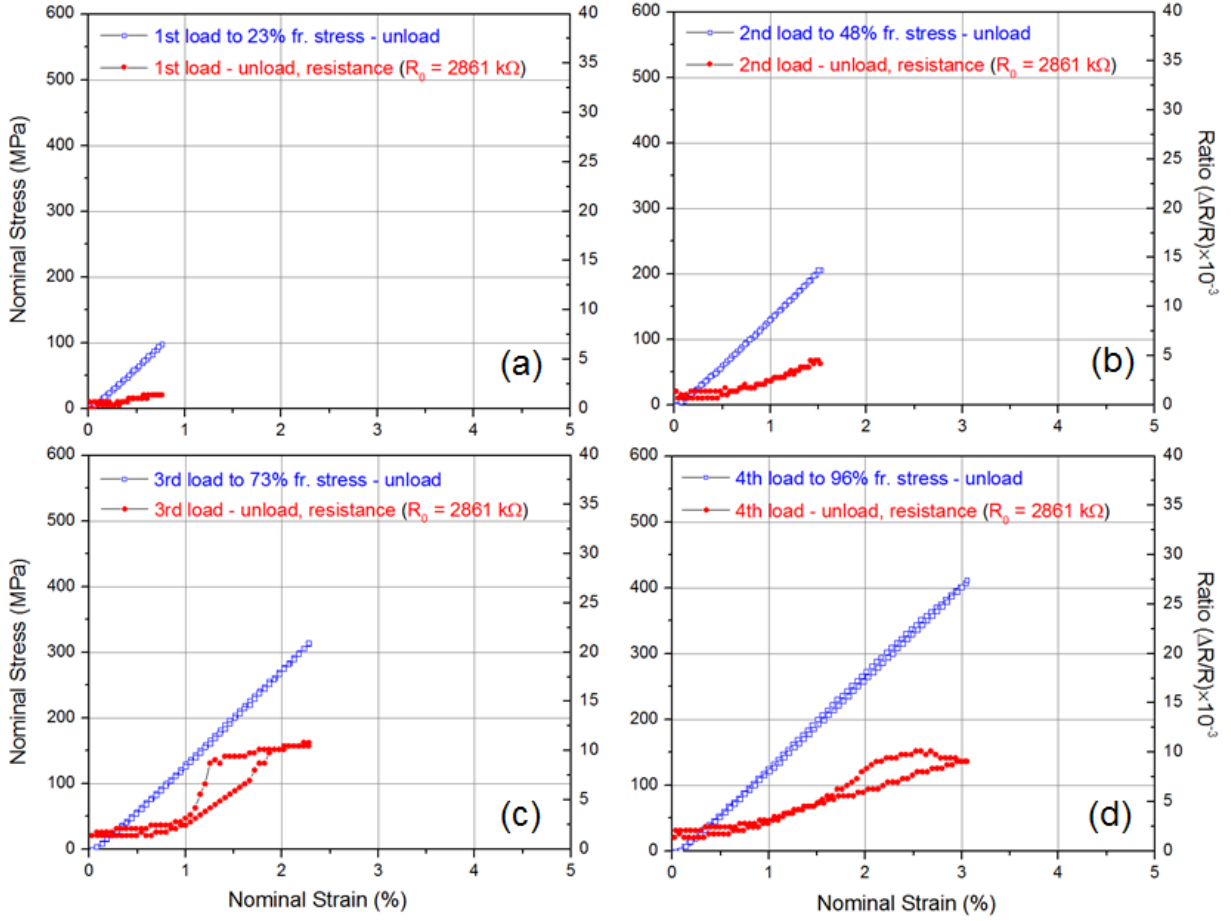 1st load to 23% fr. stress - unload
1st load - unload, resistance (R₀ = 2861 kΩ)
600
500
400
300
200
100
0
40
35
30
25
20
15
10
5
0
0 1 2 3 4 5
Nominal Stress (MPa)
(a)
2nd load to 48% fr. stress - unload
2nd load - unload, resistance (R₀ = 2861 kΩ)
600
500
400
300
200
100
0
40
35
30
25
20
15
10
5
0
0 1 2 3 4 5
Ratio (ΔR/R)×10⁻³
(b)
3rd load to 73% fr. stress - unload
3rd load - unload, resistance (R₀ = 2861 kΩ)
600
500
400
300
200
100
0
40
35
30
25
20
15
10
5
0
0 1 2 3 4 5
Nominal Stress (MPa)
Nominal Strain (%)
(c)
4th load to 96% fr. stress - unload
4th load - unload, resistance (R₀ = 2861 kΩ)
600
500
400
300
200
100
0
40
35
30
25
20
15
10
5
0
0 1 2 3 4 5
Ratio (ΔR/R)×10⁻³
Nominal Strain (%)
(d)